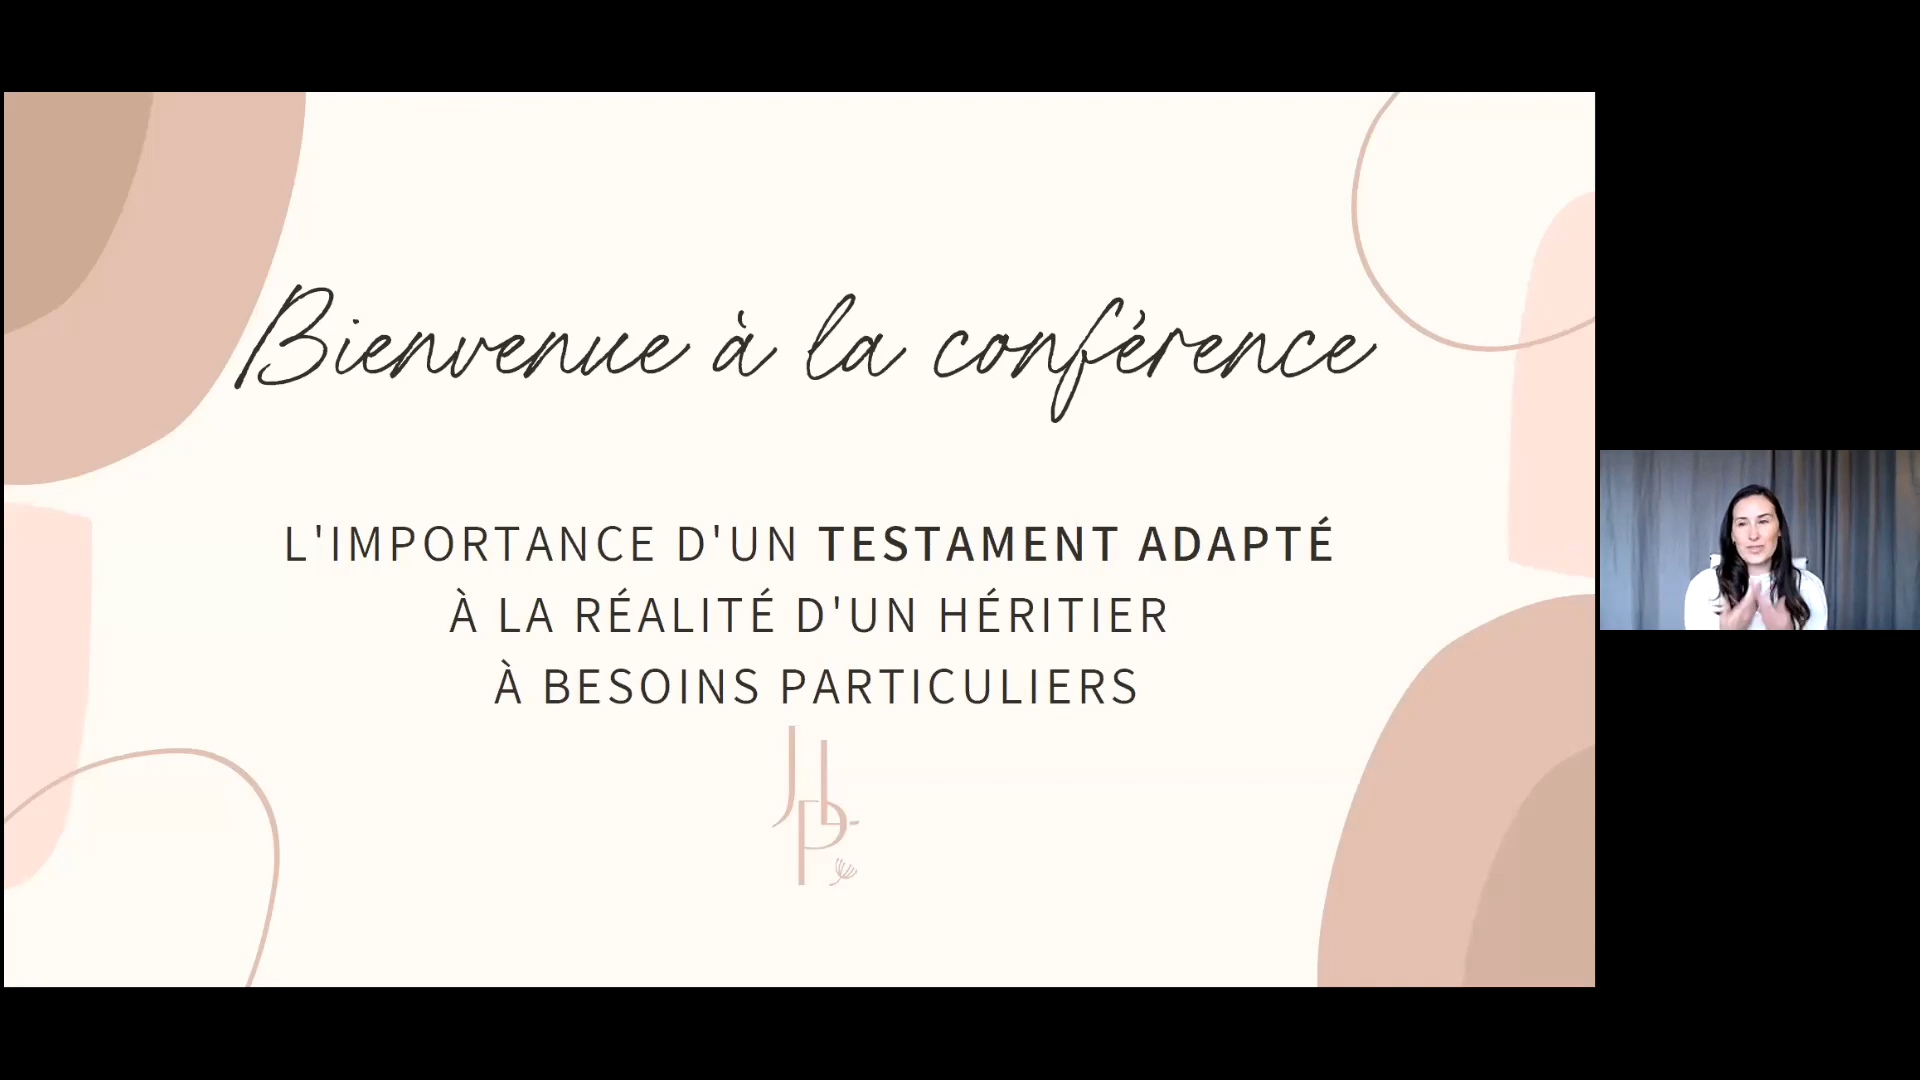 Bienvenue à la conférence
L'IMPORTANCE D'UN TESTAMENT ADAPTÉ
À LA RÉALITÉ D'UN HÉRITIER
À BESOINS PARTICULIERS